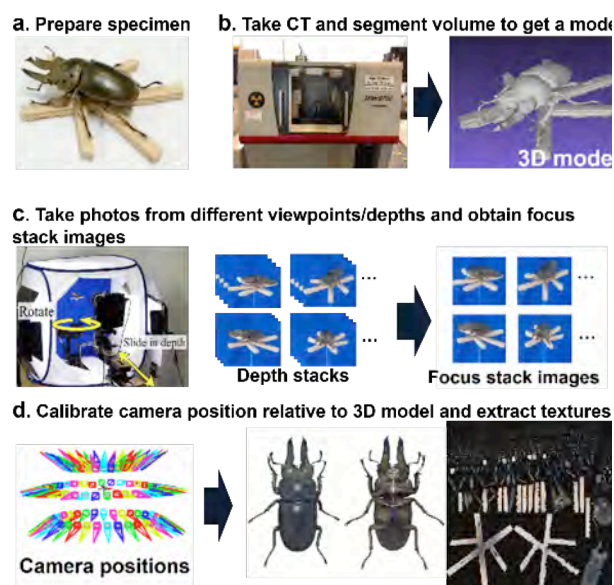 a. Prepare specimen
b. Take CT and segment volume to get a mode
3D mode
c. Take photos from different viewpoints/depths and obtain focus
stack images
Rotate
Slide in depth
...
...
...
...
Depth stacks
Focus stack images
d. Calibrate camera position relative to 3D model and extract textures
Camera positions